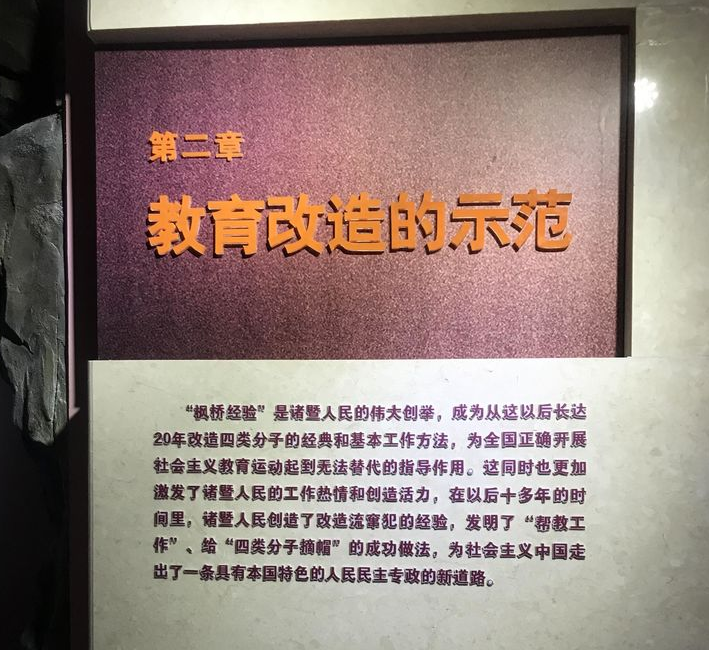 第二章
教育改造的示范
“枫桥经验”是诸暨人民的伟大创举，成为从这以后长达
20年改造四类分子的经典和基本工作方法，为全国正确开展
社会主义教育运动起到无法替代的指导作用。这同时也更加
激发了诸暨人民的工作热情和创造活力，在以后十多年的时
间里，诸暨人民创造了改造流窜犯的经验，发明了“帮教工
作”、给“四类分子摘帽”的成功做法，为社会主义中国走
出了一条具有本国特色的人民民主专政的新道路。